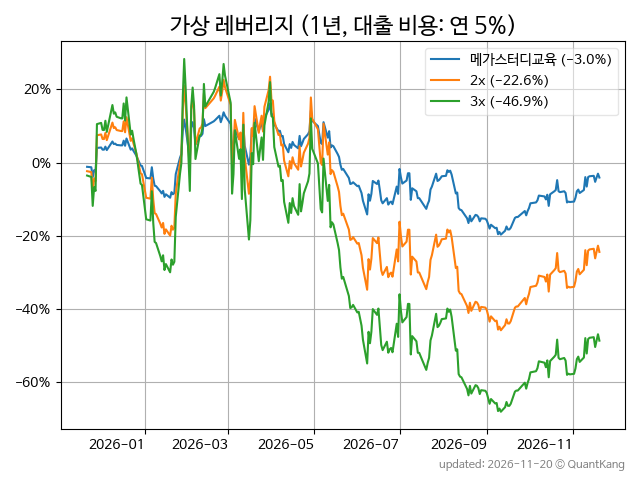 가상 레버리지 (1년, 대출 비용: 연 5%)
메가스터디교육 (−3.0%)
2x (−22.6%)
3x (−46.9%)
20%
0%
−20%
−40%
−60%
2026-01 2026-03 2026-05 2026-07 2026-09 2026-11
updated: 2026-11-20 © QuantKang